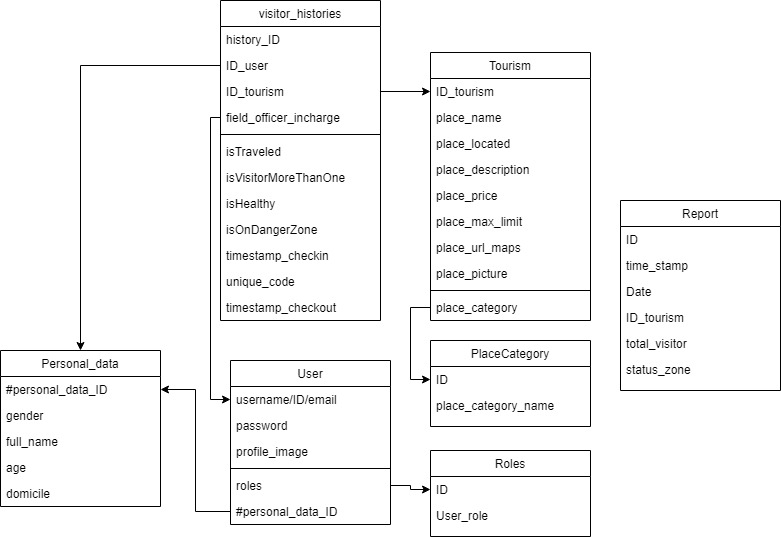 visitor_histories
history_ID
ID_user
ID_tourism
field_officer_incharge
isTraveled
isVisitorMoreThanOne
isHealthy
isOnDangerZone
timestamp_checkin
unique_code
timestamp_checkout
Tourism
ID_tourism
place_name
place_located
place_description
place_price
place_max_limit
place_url_maps
place_picture
place_category
Report
ID
time_stamp
Date
ID_tourism
total_visitor
status_zone
Personal_data
#personal_data_ID
gender
full_name
age
domicile
User
username/ID/email
password
profile_image
roles
#personal_data_ID
PlaceCategory
ID
place_category_name
Roles
ID
User_role